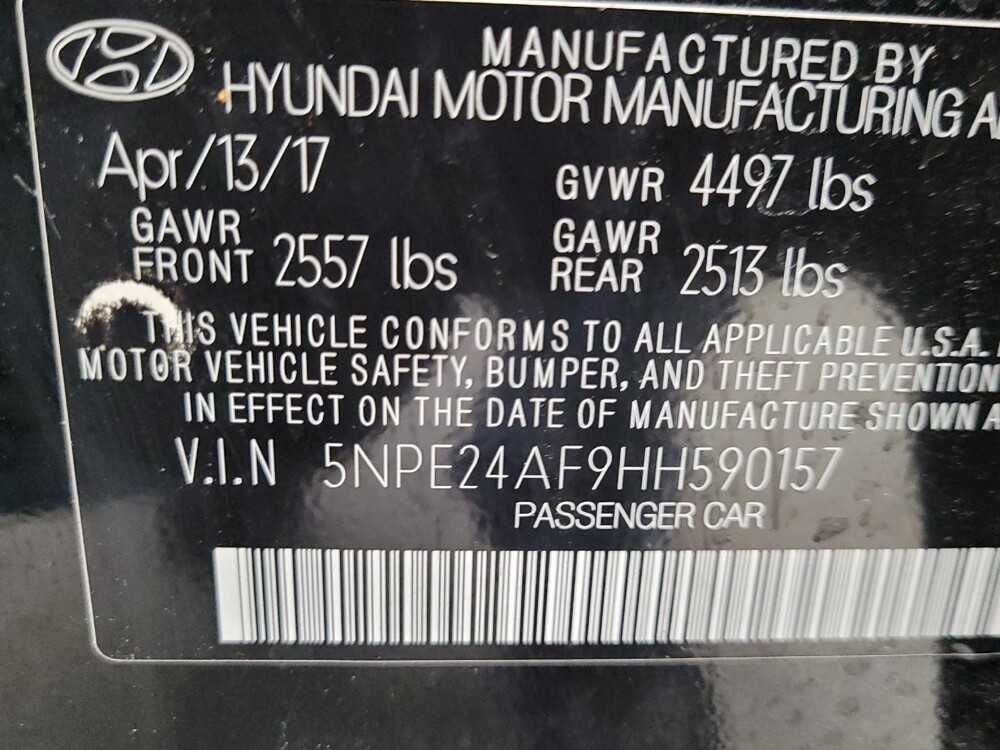 MANUFACTURED BY
HYUNDAI MOTOR MANUFACTURING A
Apr/13/17 GVWR 4497 lbs
GAWR FRONT 2557 lbs GAWR REAR 2513 lbs
THIS VEHICLE CONFORMS TO ALL APPLICABLE U.S.A.
MOTOR VEHICLE SAFETY, BUMPER, AND THEFT PREVENTION
IN EFFECT ON THE DATE OF MANUFACTURE SHOWN A
V.I.N 5NPE24AF9HH590157
PASSENGER CAR